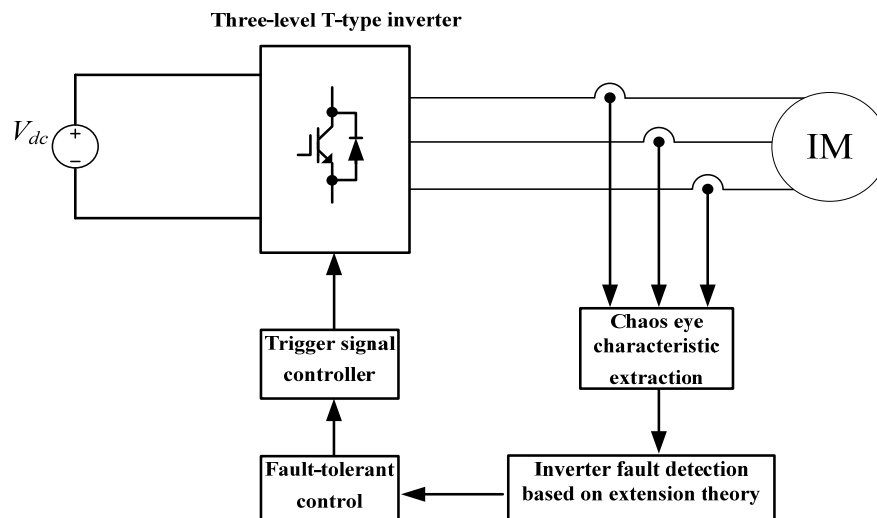 Three-level T-type inverter
Vdc
+
−
IM
Chaos eye
characteristic
extraction
Trigger signal
controller
Fault-tolerant
control
Inverter fault detection
based on extension theory